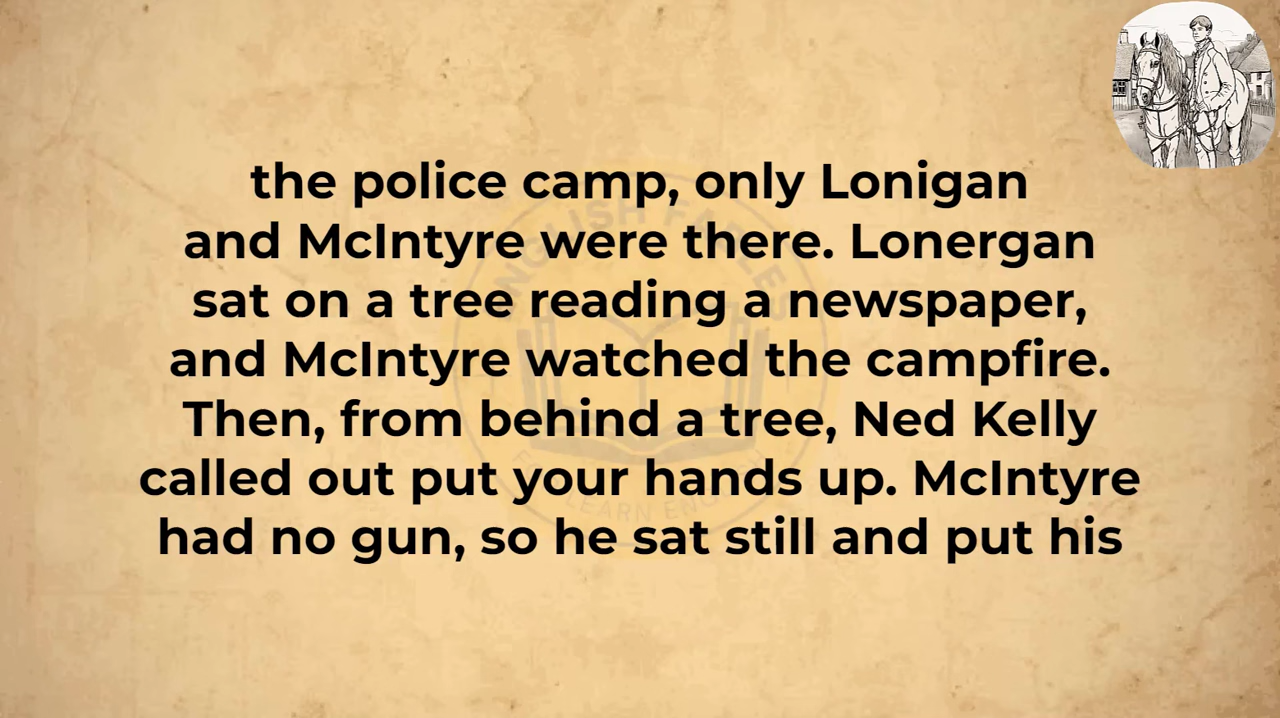 the police camp, only Lonigan
and McIntyre were there. Lonergan
sat on a tree reading a newspaper,
and McIntyre watched the campfire.
Then, from behind a tree, Ned Kelly
called out put your hands up. McIntyre
had no gun, so he sat still and put his